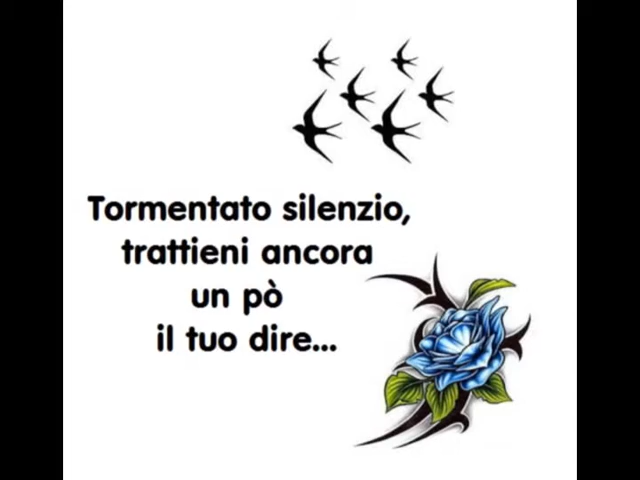 Tormentato silenzio,
trattieni ancora
un pò
il tuo dire...